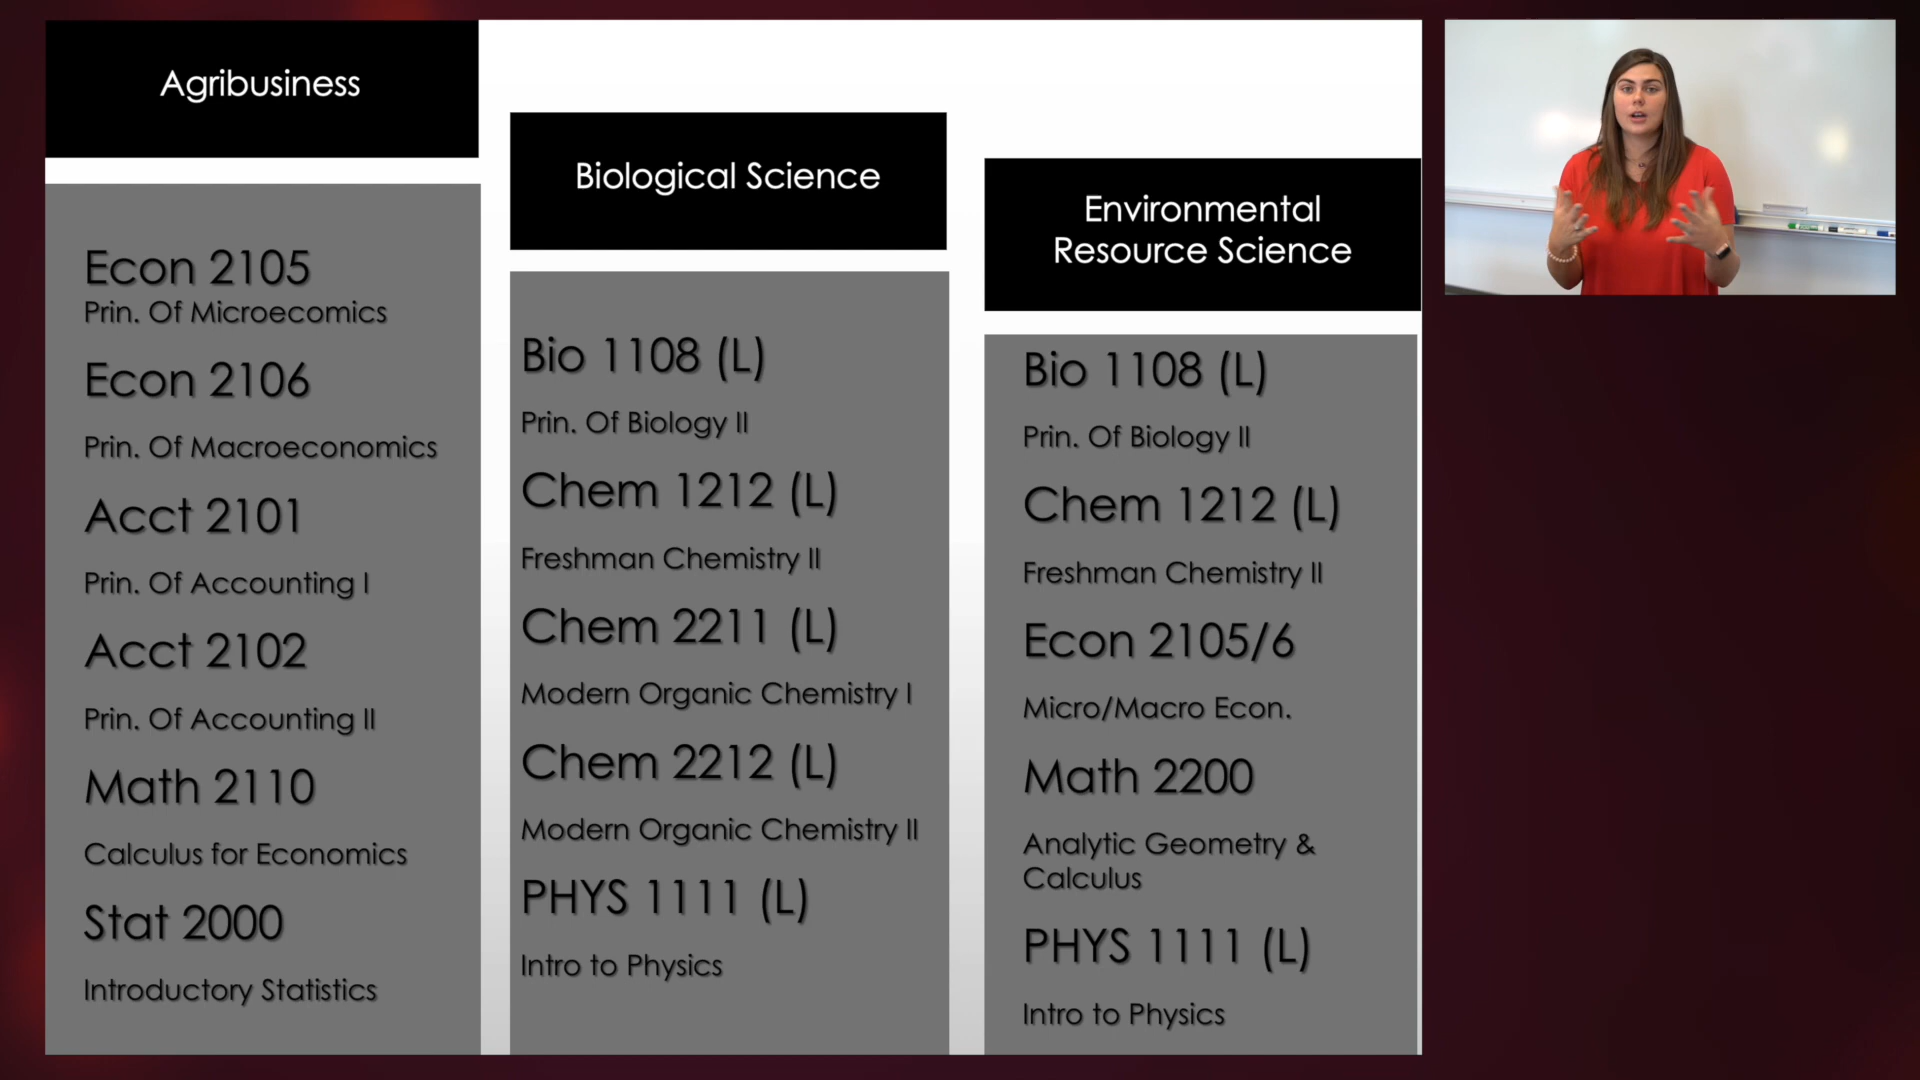 Agribusiness
Econ 2105
Prin. Of Microecomics
Econ 2106
Prin. Of Macroeconomics
Acct 2101
Prin. Of Accounting I
Acct 2102
Prin. Of Accounting II
Math 2110
Calculus for Economics
Stat 2000
Introductory Statistics
Biological Science
Bio 1108 (L)
Prin. Of Biology II
Chem 1212 (L)
Freshman Chemistry II
Chem 2211 (L)
Modern Organic Chemistry I
Chem 2212 (L)
Modern Organic Chemistry II
PHYS 1111 (L)
Intro to Physics
Environmental
Resource Science
Bio 1108 (L)
Prin. Of Biology II
Chem 1212 (L)
Freshman Chemistry II
Econ 2105/6
Micro/Macro Econ.
Math 2200
Analytic Geometry &
Calculus
PHYS 1111 (L)
Intro to Physics